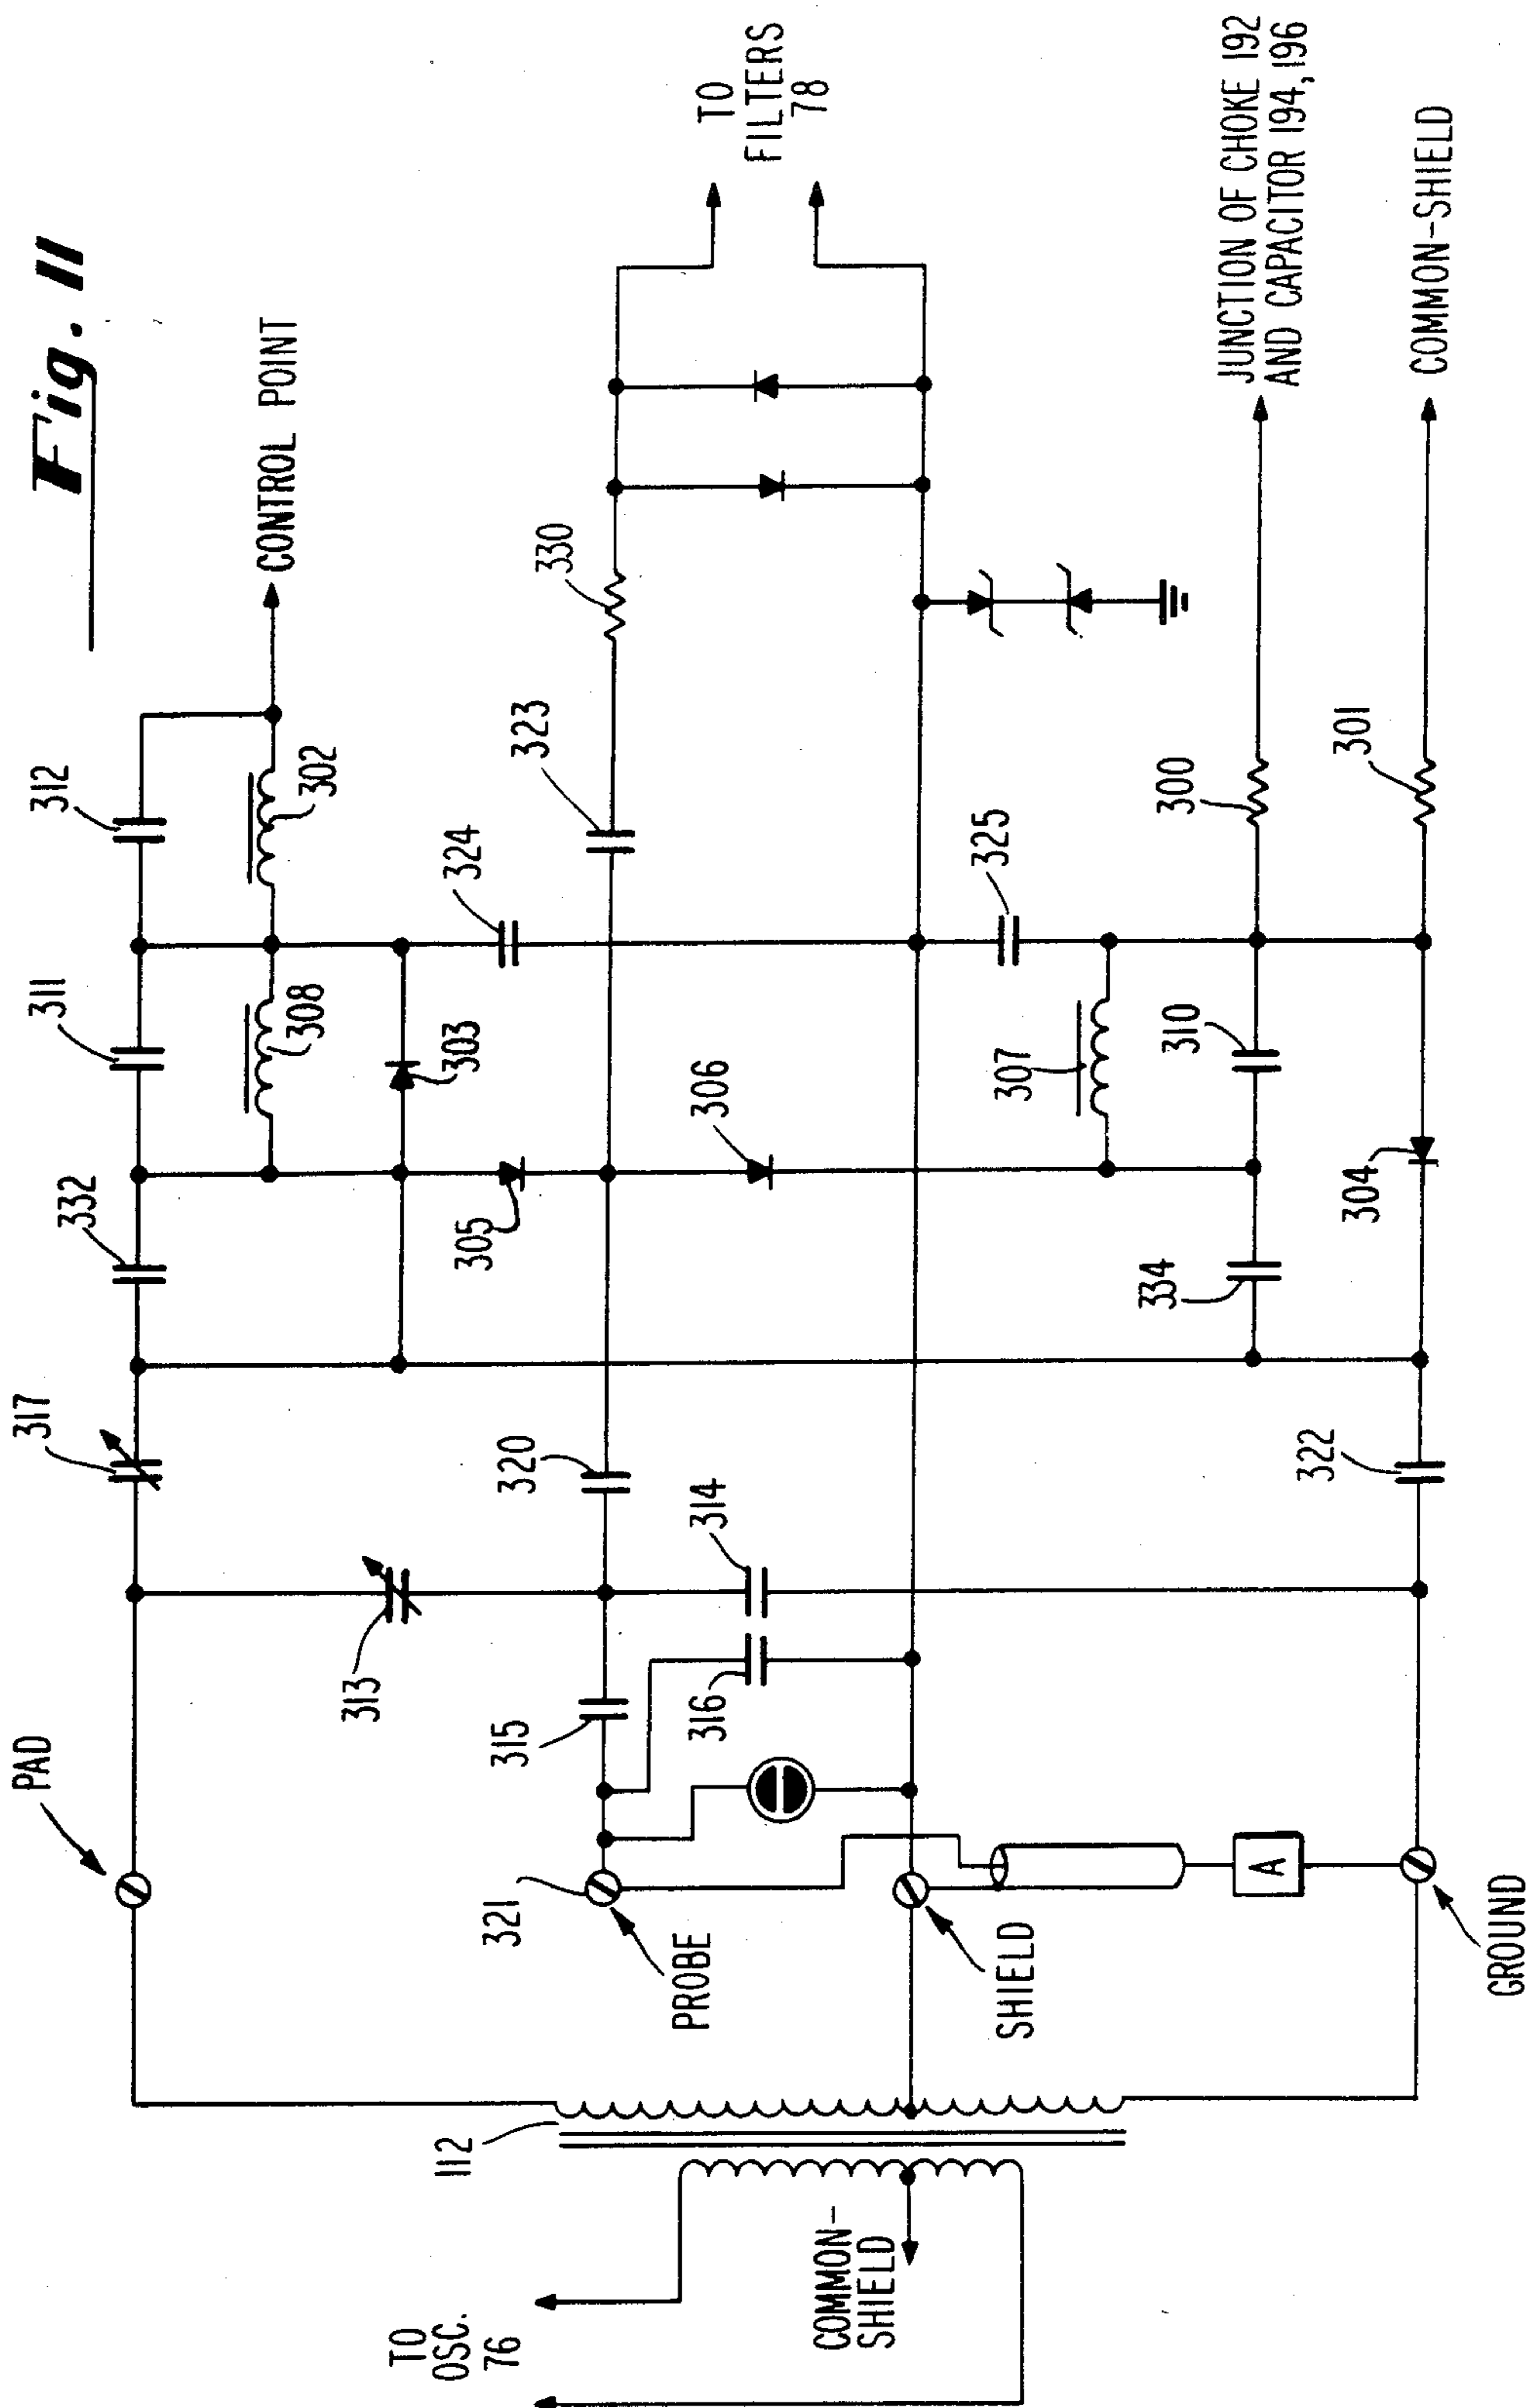 Fig. 11
PAD
317
332
311
312
CONTROL POINT
302
308
313
303
324
305
306
323
330
TO
FILTERS
78
321
PROBE
315
320
316
314
325
SHIELD
A
307
310
300
JUNCTION OF CHOKE 192
AND CAPACITOR 194,196
334
304
301
COMMON-SHIELD
322
GROUND
112
TO
OSC.
76
COMMON-
SHIELD